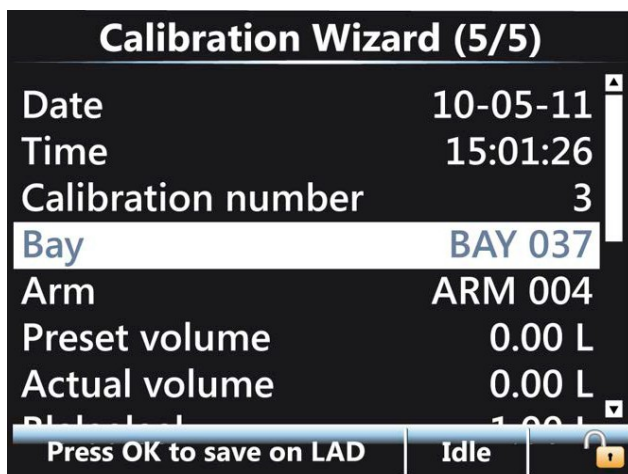 Calibration Wizard (5/5)
Date 10-05-11
Time 15:01:26
Calibration number 3
Bay BAY 037
Arm ARM 004
Preset volume 0.00 L
Actual volume 0.00 L
Press OK to save on LAD Idle